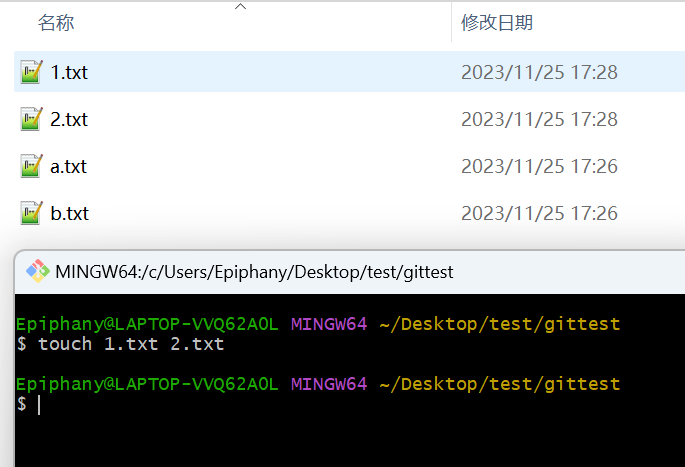 名称 修改日期
1.txt 2023/11/25 17:28
2.txt 2023/11/25 17:28
a.txt 2023/11/25 17:26
b.txt 2023/11/25 17:26
MINGW64:/c/Users/Epiphany/Desktop/test/gittest
Epiphany@LAPTOP-VVQ62AOL MINGW64 ~/Desktop/test/gittest
$ touch 1.txt 2.txt
Epiphany@LAPTOP-VVQ62AOL MINGW64 ~/Desktop/test/gittest
$